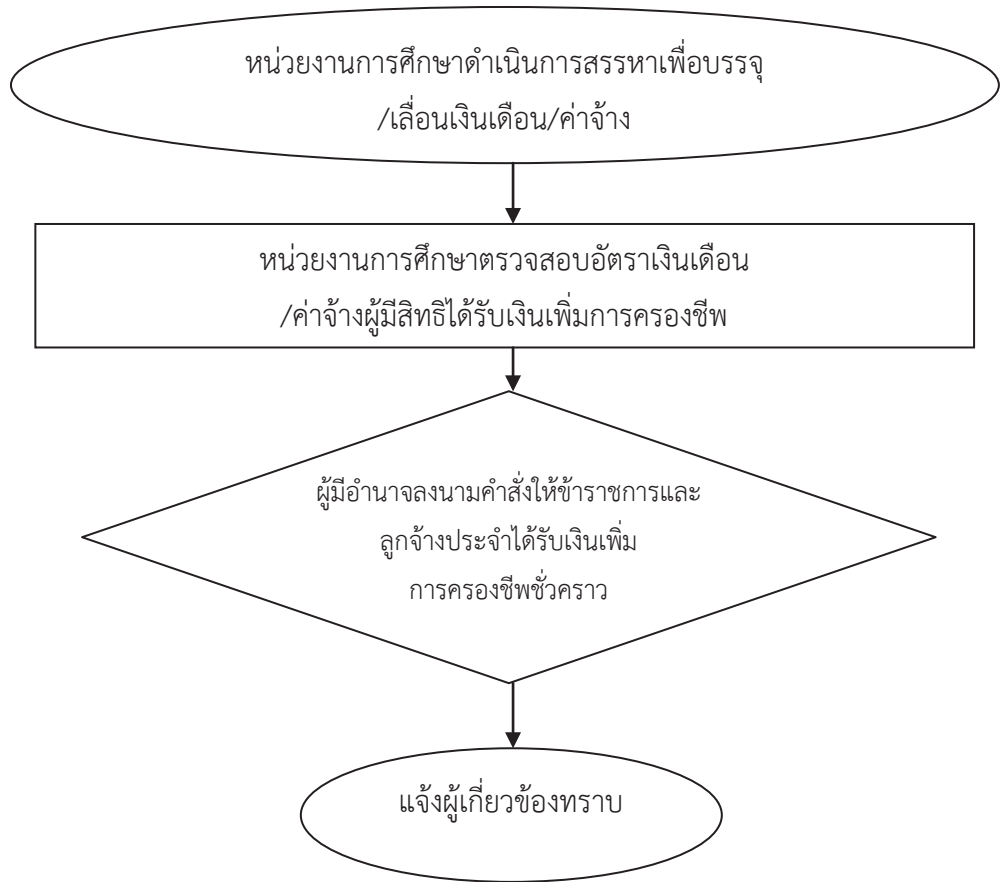 หน่วยงานการศึกษาดำเนินการสรรหาเพื่อบรรจุ
/เลื่อนเงินเดือน/ค่าจ้าง
หน่วยงานการศึกษาตรวจสอบอัตราเงินเดือน
/ค่าจ้างผู้มีสิทธิได้รับเงินเพิ่มการครองชีพ
ผู้มีอำนาจลงนามคำสั่งให้ข้าราชการและ
ลูกจ้างประจำได้รับเงินเพิ่ม
การครองชีพชั่วคราว
แจ้งผู้เกี่ยวข้องทราบ